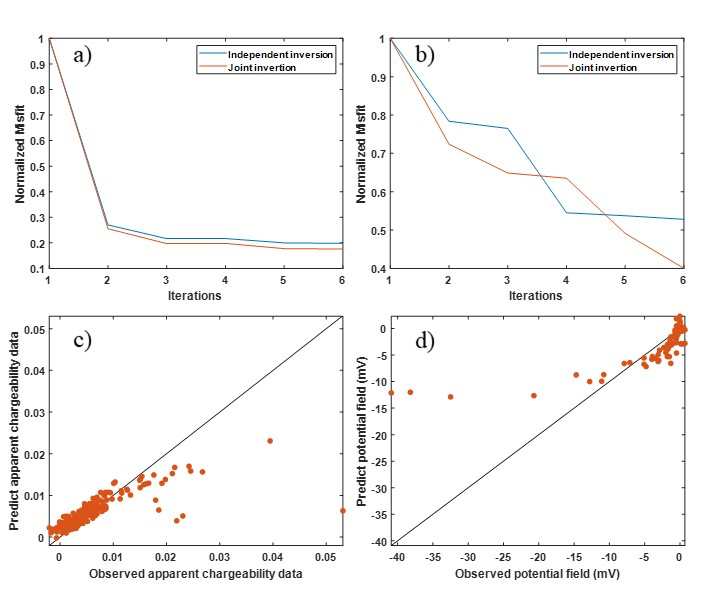 a)
Independent inversion
Joint invertion
1
0.9
0.8
0.7
0.6
0.5
0.4
0.3
0.2
0.1
1 2 3 4 5 6
Normalized Misfit
Iterations
b)
Independent inversion
Joint invertion
1
0.9
0.8
0.7
0.6
0.5
0.4
1 2 3 4 5 6
Normalized Misfit
Iterations
c)
0.05
0.04
0.03
0.02
0.01
0
0 0.01 0.02 0.03 0.04 0.05
Predict apparent chargeability data
Observed apparent chargeability data
d)
0
-5
-10
-15
-20
-25
-30
-35
-40
-40 -35 -30 -25 -20 -15 -10 -5 0
Predict potential field (mV)
Observed potential field (mV)